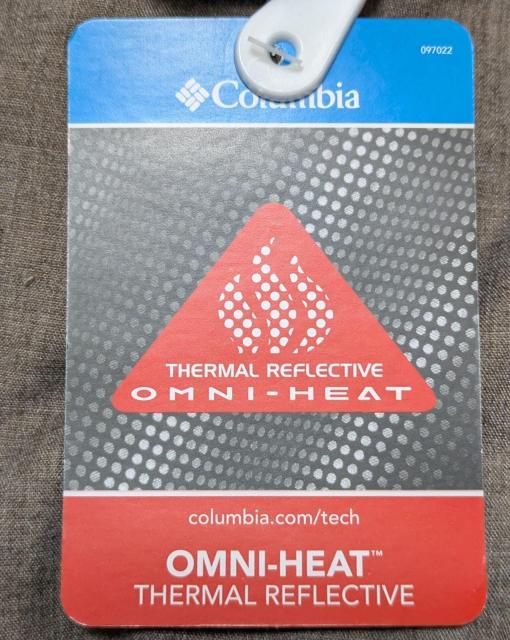 097022
Columbia
THERMAL REFLECTIVE
OMNI-HEAT
columbia.com/tech
OMNI-HEAT™
THERMAL REFLECTIVE